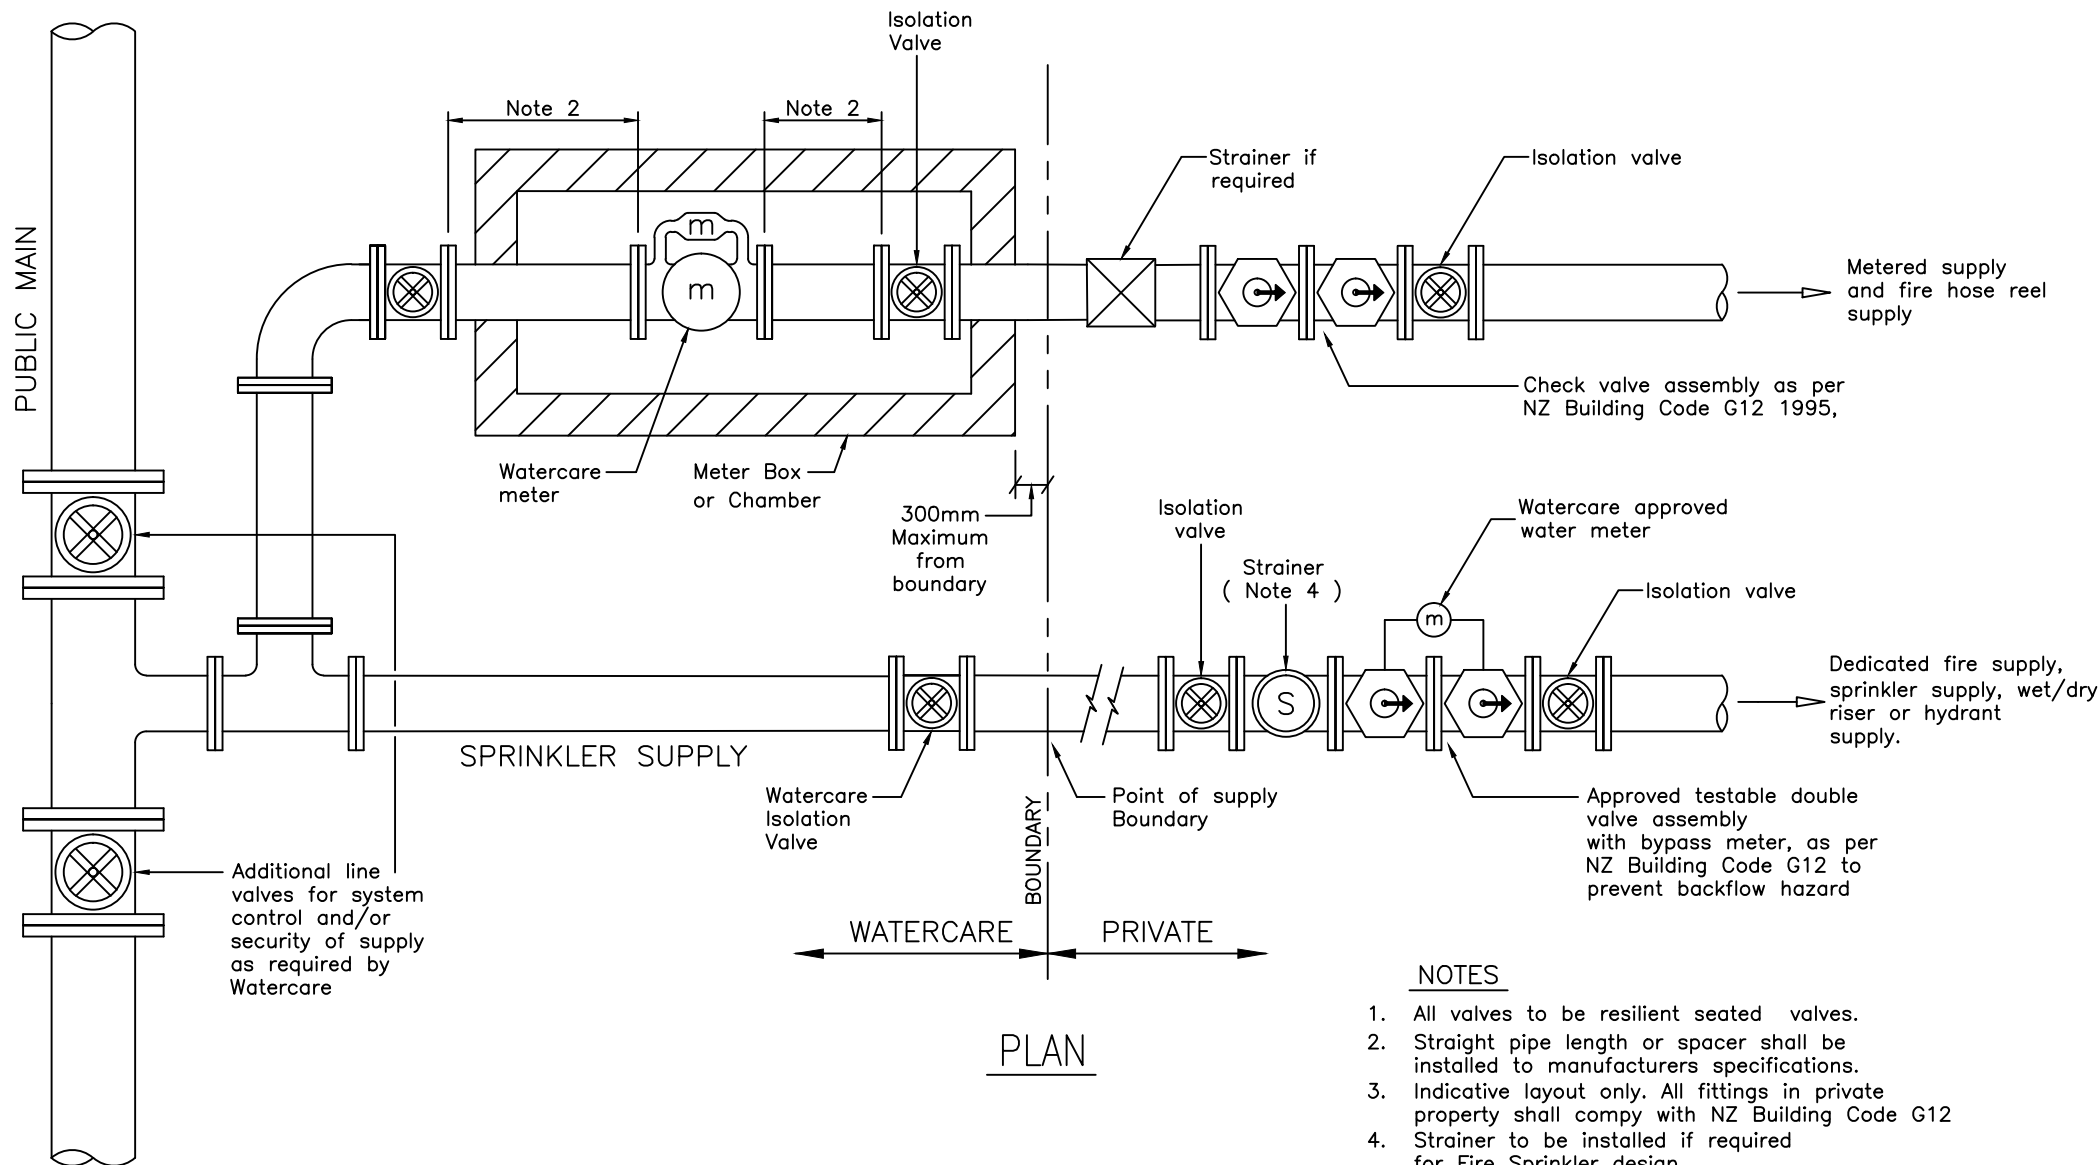 Isolation
Valve
Note 2
Note 2
Strainer if
required
Isolation valve
PUBLIC MAIN
m
m
Metered supply
and fire hose reel
supply
Check valve assembly as per
NZ Building Code G12 1995,
Watercare
meter
Meter Box
or Chamber
300mm
Maximum
from
boundary
Isolation
valve
Watercare approved
water meter
Strainer
( Note 4 )
Isolation valve
m
S
Dedicated fire supply,
sprinkler supply, wet/dry
riser or hydrant
supply.
SPRINKLER SUPPLY
Watercare
Isolation
Valve
BOUNDARY
Point of supply
Boundary
Approved testable double
valve assembly
with bypass meter, as per
NZ Building Code G12 to
prevent backflow hazard
Additional line
valves for system
control and/or
security of supply
as required by
Watercare
WATERCARE
PRIVATE
PLAN
NOTES
1. All valves to be resilient seated valves.
2. Straight pipe length or spacer shall be
installed to manufacturers specifications.
3. Indicative layout only. All fittings in private
property shall compy with NZ Building Code G12
4. Strainer to be installed if required
for Fire Sprinkler design